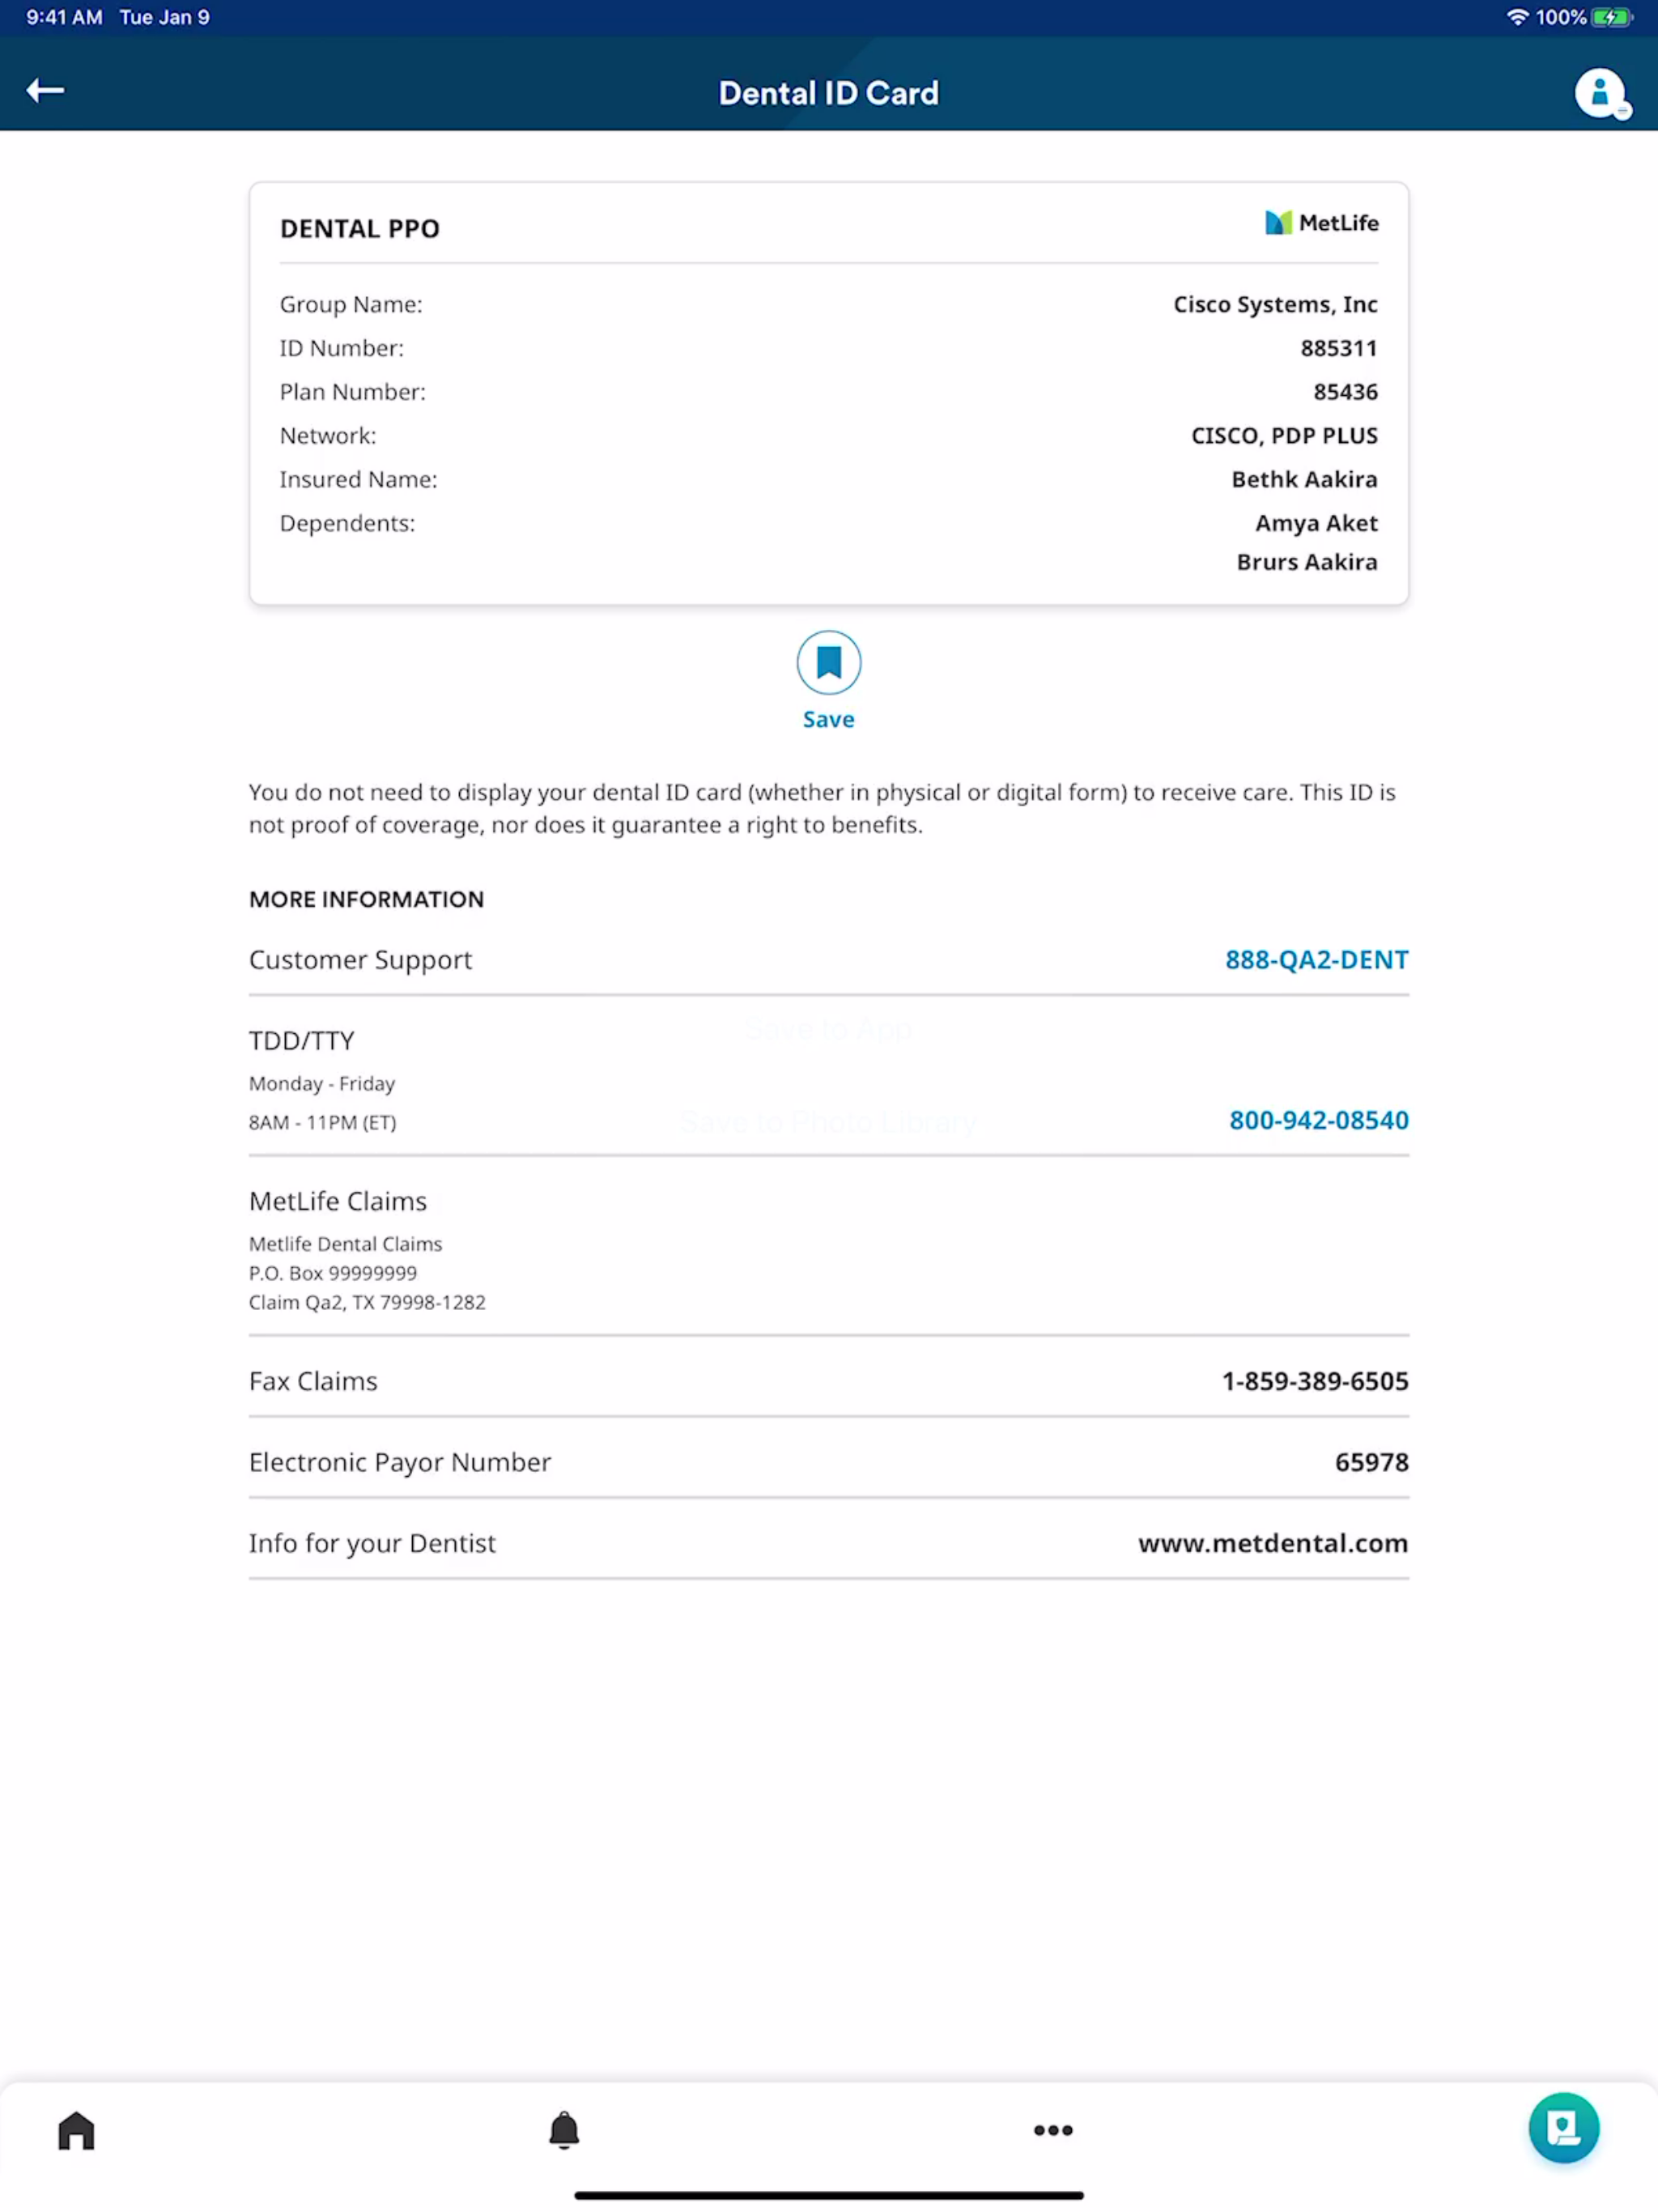 9:41 AM Tue Jan 9 100%
Dental ID Card
DENTAL PPO MetLife
Group Name: Cisco Systems, Inc
ID Number: 885311
Plan Number: 85436
Network: CISCO, PDP PLUS
Insured Name: Bethk Aakira
Dependents: Amya Aket
Brurs Aakira
Save
You do not need to display your dental ID card (whether in physical or digital form) to receive care. This ID is
not proof of coverage, nor does it guarantee a right to benefits.
MORE INFORMATION
Customer Support 888-QA2-DENT
Save to App
TDD/TTY
Monday - Friday
8AM - 11PM (ET) Save to Photo Library 800-942-08540
MetLife Claims
Metlife Dental Claims
P.O. Box 99999999
Claim Qa2, TX 79998-1282
Fax Claims 1-859-389-6505
Electronic Payor Number 65978
Info for your Dentist www.metdental.com